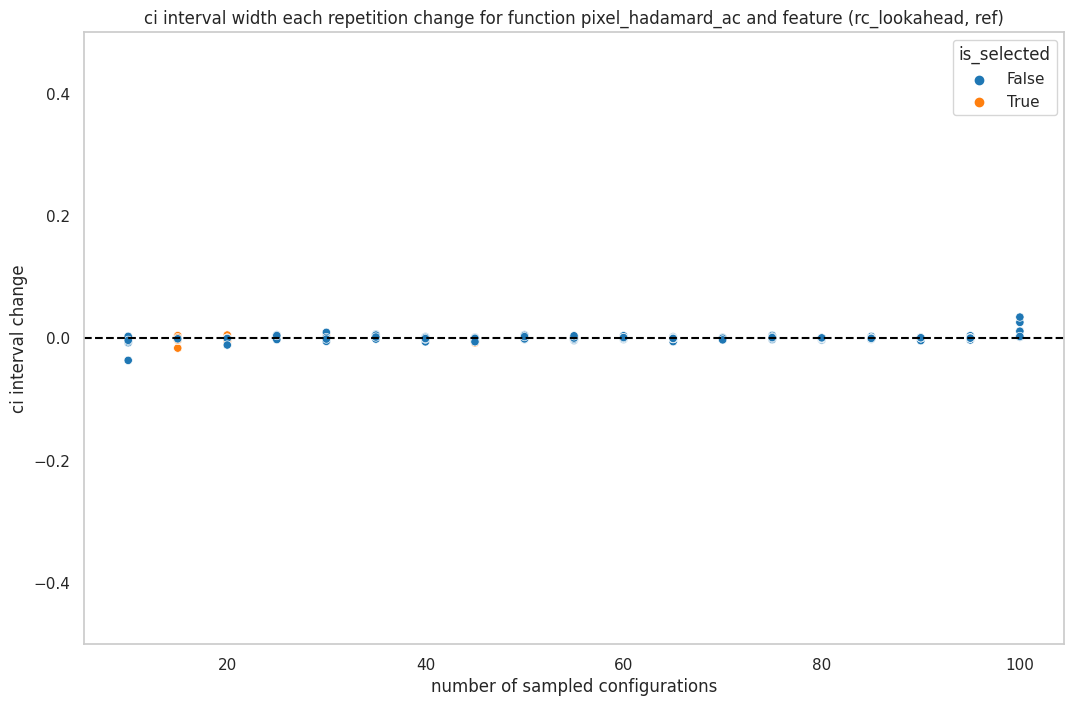 ci interval width each repetition change for function pixel_hadamard_ac and feature (rc_lookahead, ref)
is_selected
False
True
ci interval change
0.4
0.2
0.0
−0.2
−0.4
20
40
60
80
100
number of sampled configurations